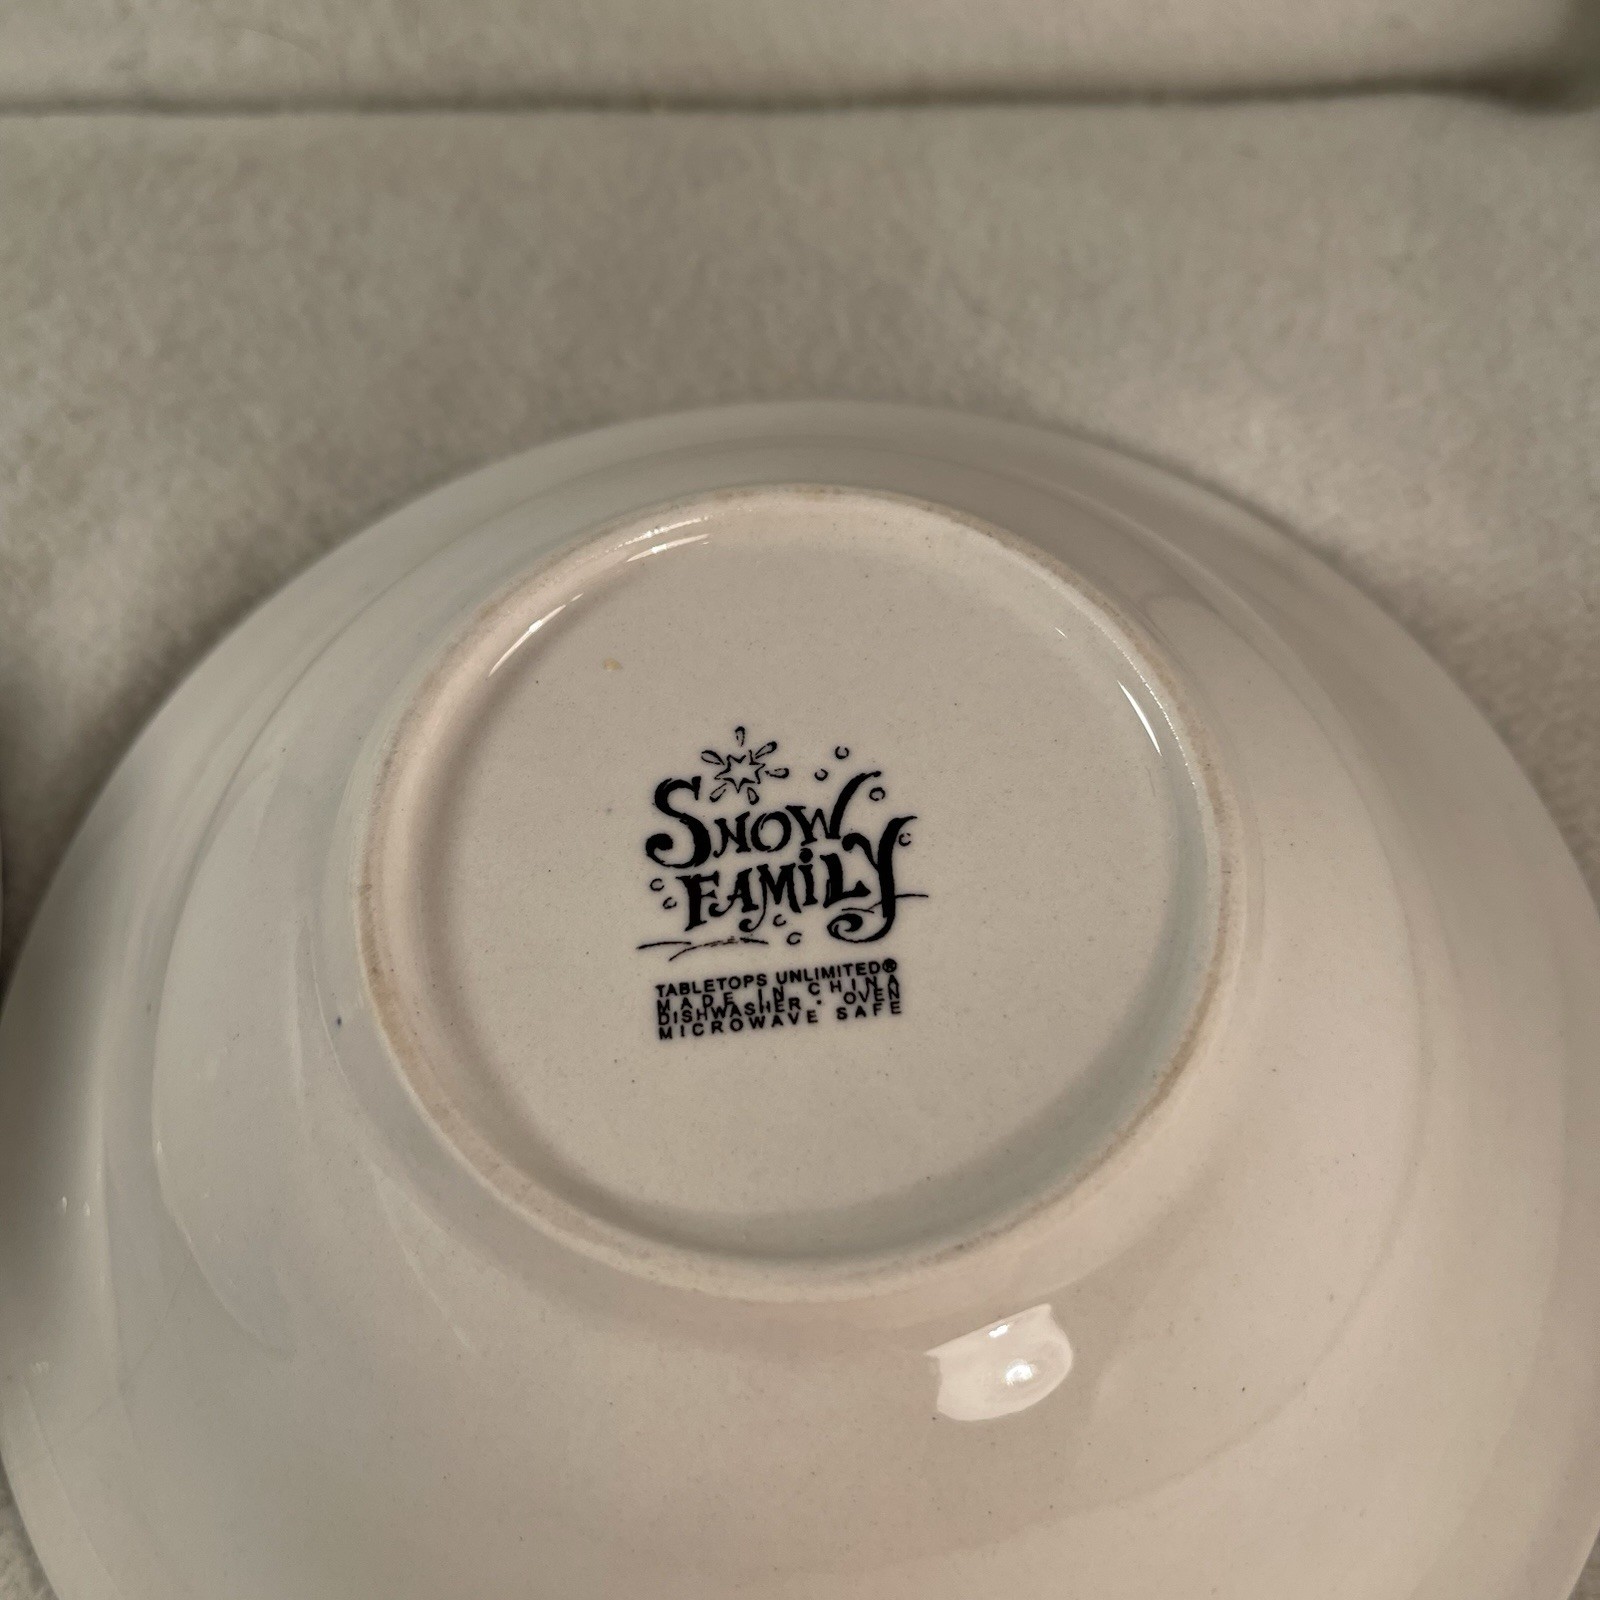 SNOW
FAMiLY
TABLETOPS UNLIMITED®
MADE IN CHINA
DISHWASHER · OVEN
MICROWAVE SAFE